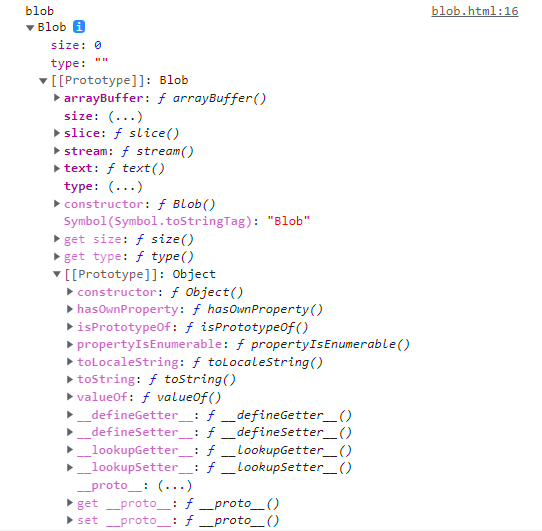 blob blob.html:16
Blob i
size: 0
type: ""
[[Prototype]]: Blob
arrayBuffer: ƒ arrayBuffer()
size: (...)
slice: ƒ slice()
stream: ƒ stream()
text: ƒ text()
type: (...)
constructor: ƒ Blob()
Symbol(Symbol.toStringTag): "Blob"
get size: ƒ size()
get type: ƒ type()
[[Prototype]]: Object
constructor: ƒ Object()
hasOwnProperty: ƒ hasOwnProperty()
isPrototypeOf: ƒ isPrototypeOf()
propertyIsEnumerable: ƒ propertyIsEnumerable()
toLocaleString: ƒ toLocaleString()
toString: ƒ toString()
valueOf: ƒ valueOf()
__defineGetter__: ƒ __defineGetter__()
__defineSetter__: ƒ __defineSetter__()
__lookupGetter__: ƒ __lookupGetter__()
__lookupSetter__: ƒ __lookupSetter__()
__proto__: (...)
get __proto__: ƒ __proto__()
set __proto__: ƒ __proto__()